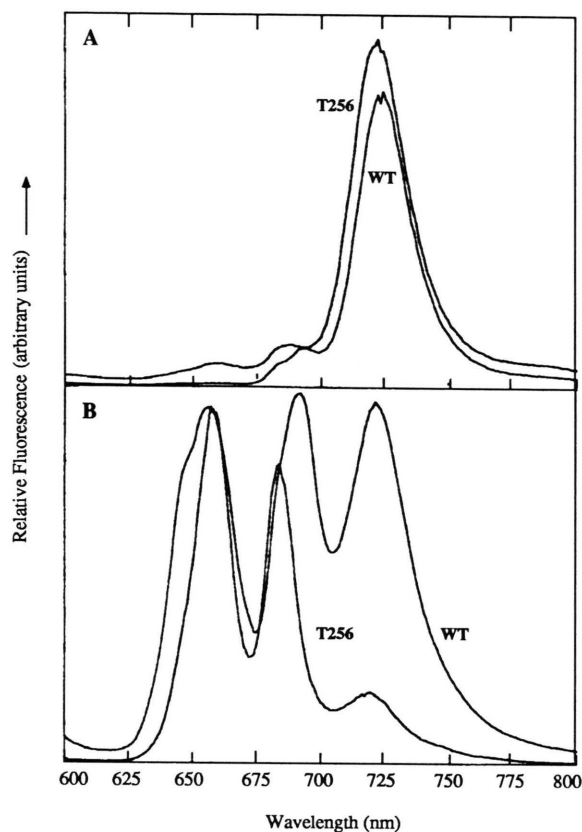 A
T256
WT
Relative Fluorescence (arbitrary units)
B
T256
WT
600 625 650 675 700 725 750 775 800
Wavelength (nm)